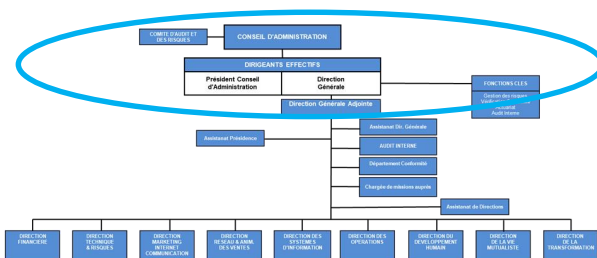 COMITE D'AUDIT ET
DES RISQUES
CONSEIL D'ADMINISTRATION
DIRIGEANTS EFFECTIFS
Président Conseil
d'Administration
Direction
Générale
FONCTIONS CLES
Gestion des risques
Audit Interne
Direction Générale Adjointe
Assistanat Dir. Générale
Assistanat Présidence
AUDIT INTERNE
Département Conformité
Chargée de missions auprès
Assistanat de Directions
DIRECTION
FINANCIERE
DIRECTION
TECHNIQUE
& RISQUES
DIRECTION
MARKETING
INTERNET
COMMUNICATION
DIRECTION
RESEAU & ANIM.
DES VENTES
DIRECTION DES
SYSTEMES
D'INFORMATION
DIRECTION DES
OPERATIONS
DIRECTION DU
DEVELOPPEMENT
HUMAIN
DIRECTION
DE LA VIE
MUTUALISTE
DIRECTION
DE LA
TRANSFORMATION